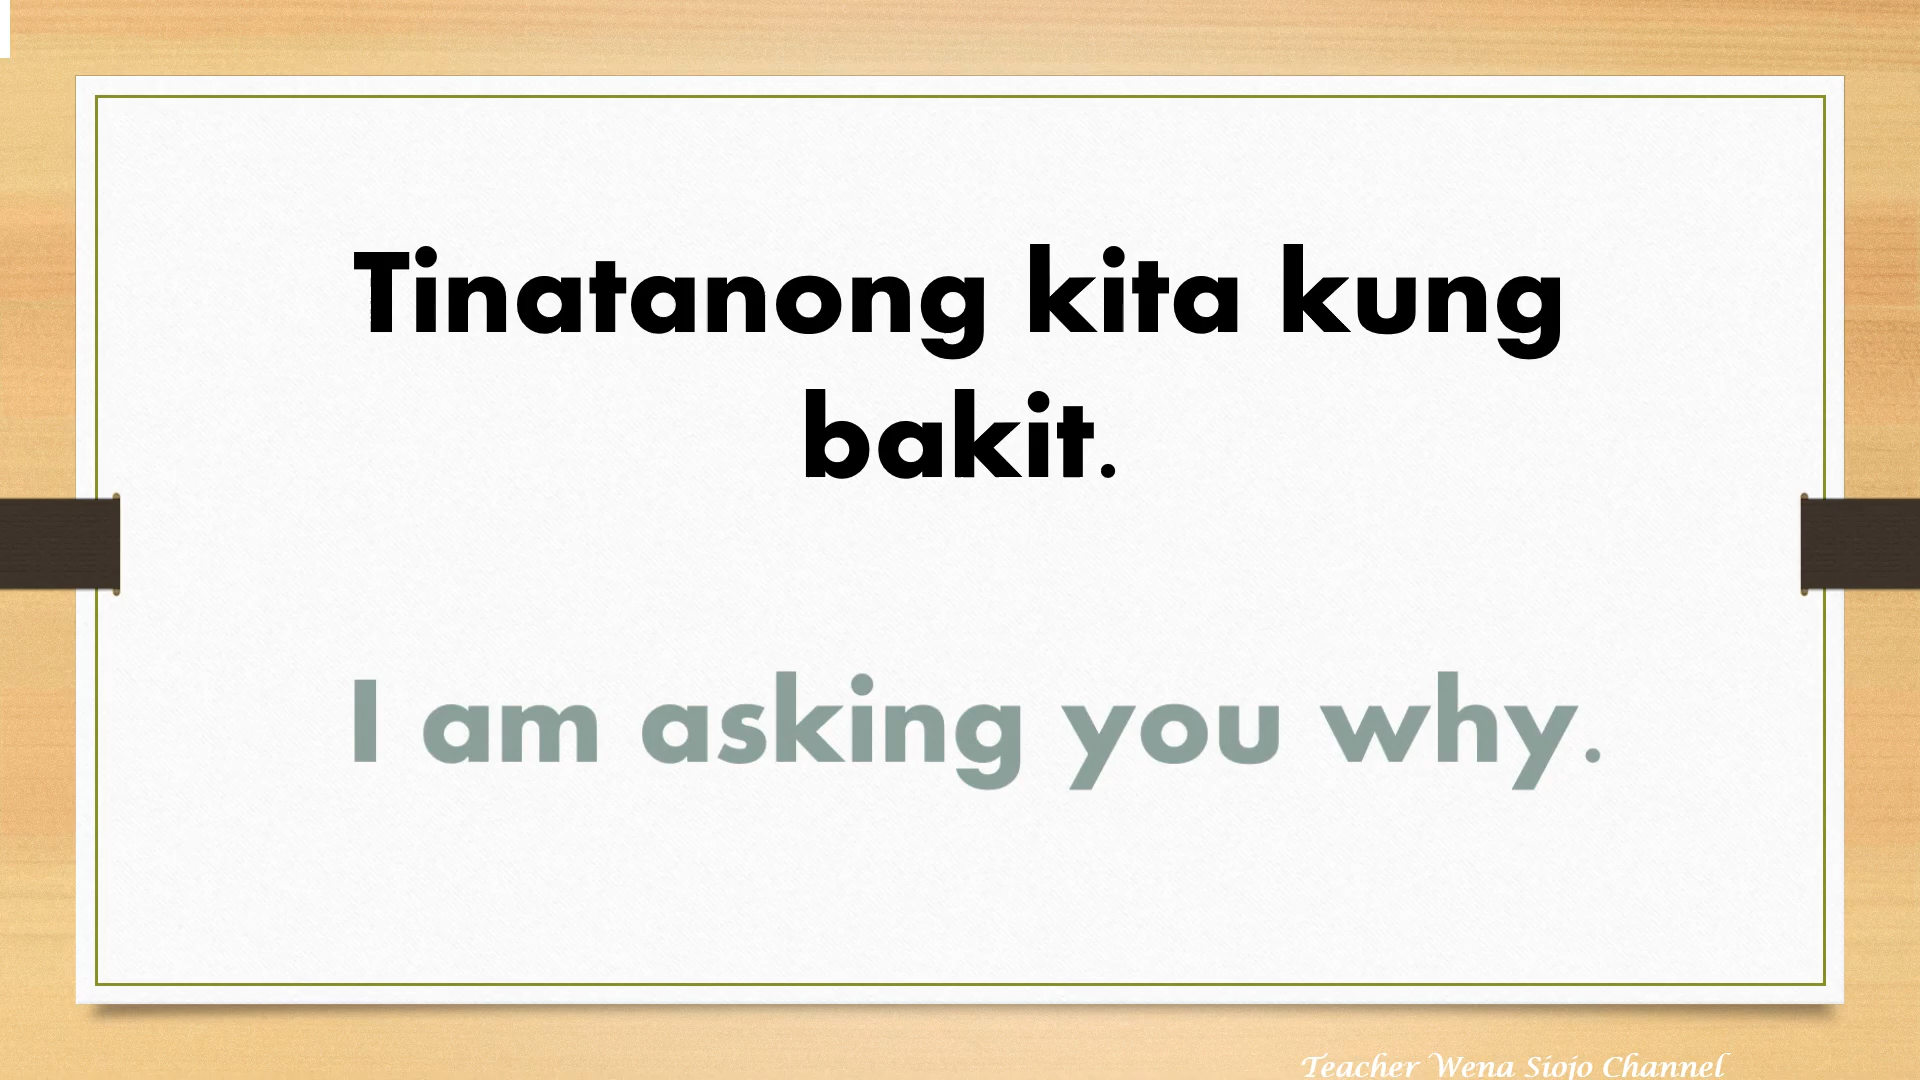 Tinatanong kita kung
bakit.
I am asking you why.
Teacher Wena Siojo Channel